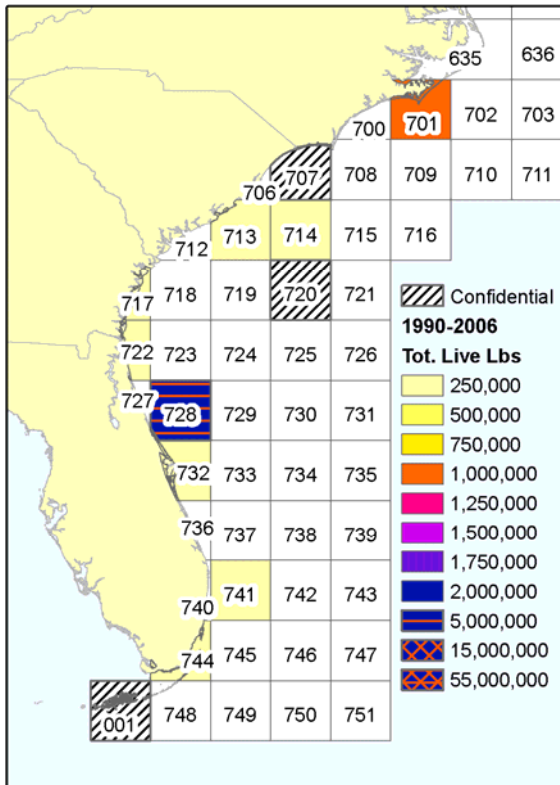 635 636
700 701 702 703
706 707 708 709 710 711
712 713 714 715 716
717 718 719 720 721
Confidential
1990-2006
Tot. Live Lbs
722 723 724 725 726
250,000
727 728 729 730 731
500,000
750,000
732 733 734 735
1,000,000
1,250,000
736 737 738 739
1,500,000
1,750,000
740 741 742 743
2,000,000
5,000,000
744 745 746 747
15,000,000
55,000,000
001 748 749 750 751